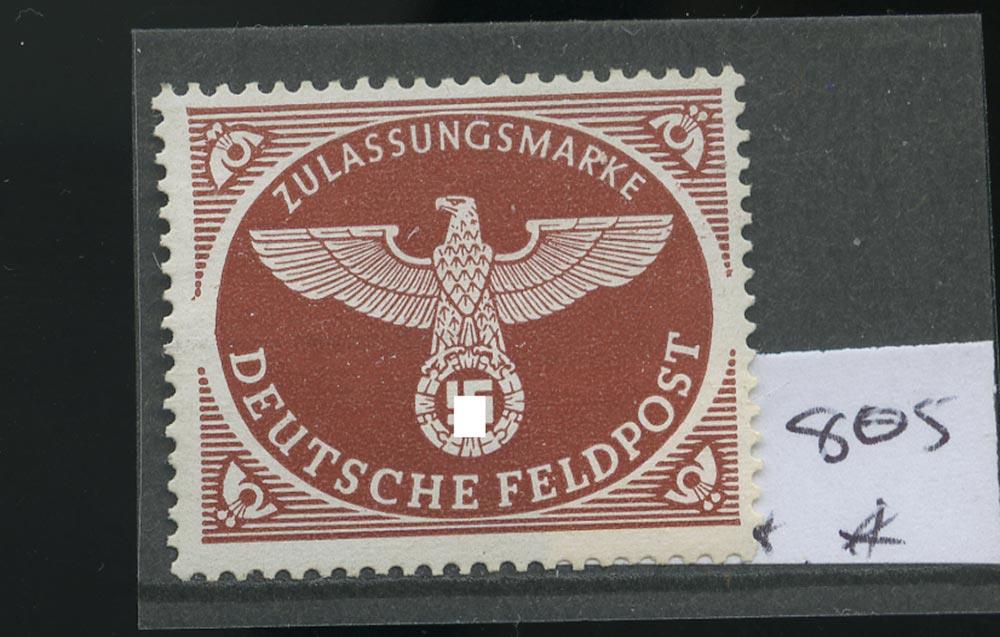 ZULASSUNGSMARKE
DEUTSCHE FELDPOST
805